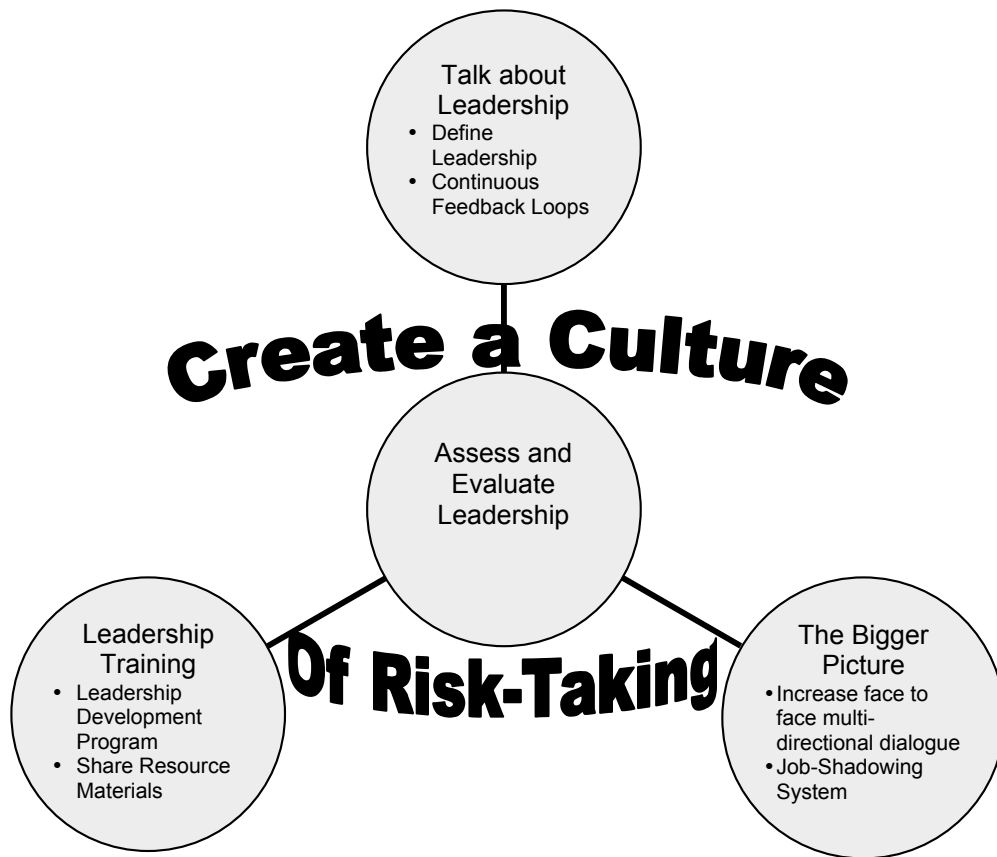 Talk about
Leadership
• Define
Leadership
• Continuous
Feedback Loops
Create a Culture
Assess and
Evaluate
Leadership
Of Risk-Taking
Leadership
Training
• Leadership
Development
Program
• Share Resource
Materials
The Bigger
Picture
• Increase face to
face multi-
directional dialogue
• Job-Shadowing
System